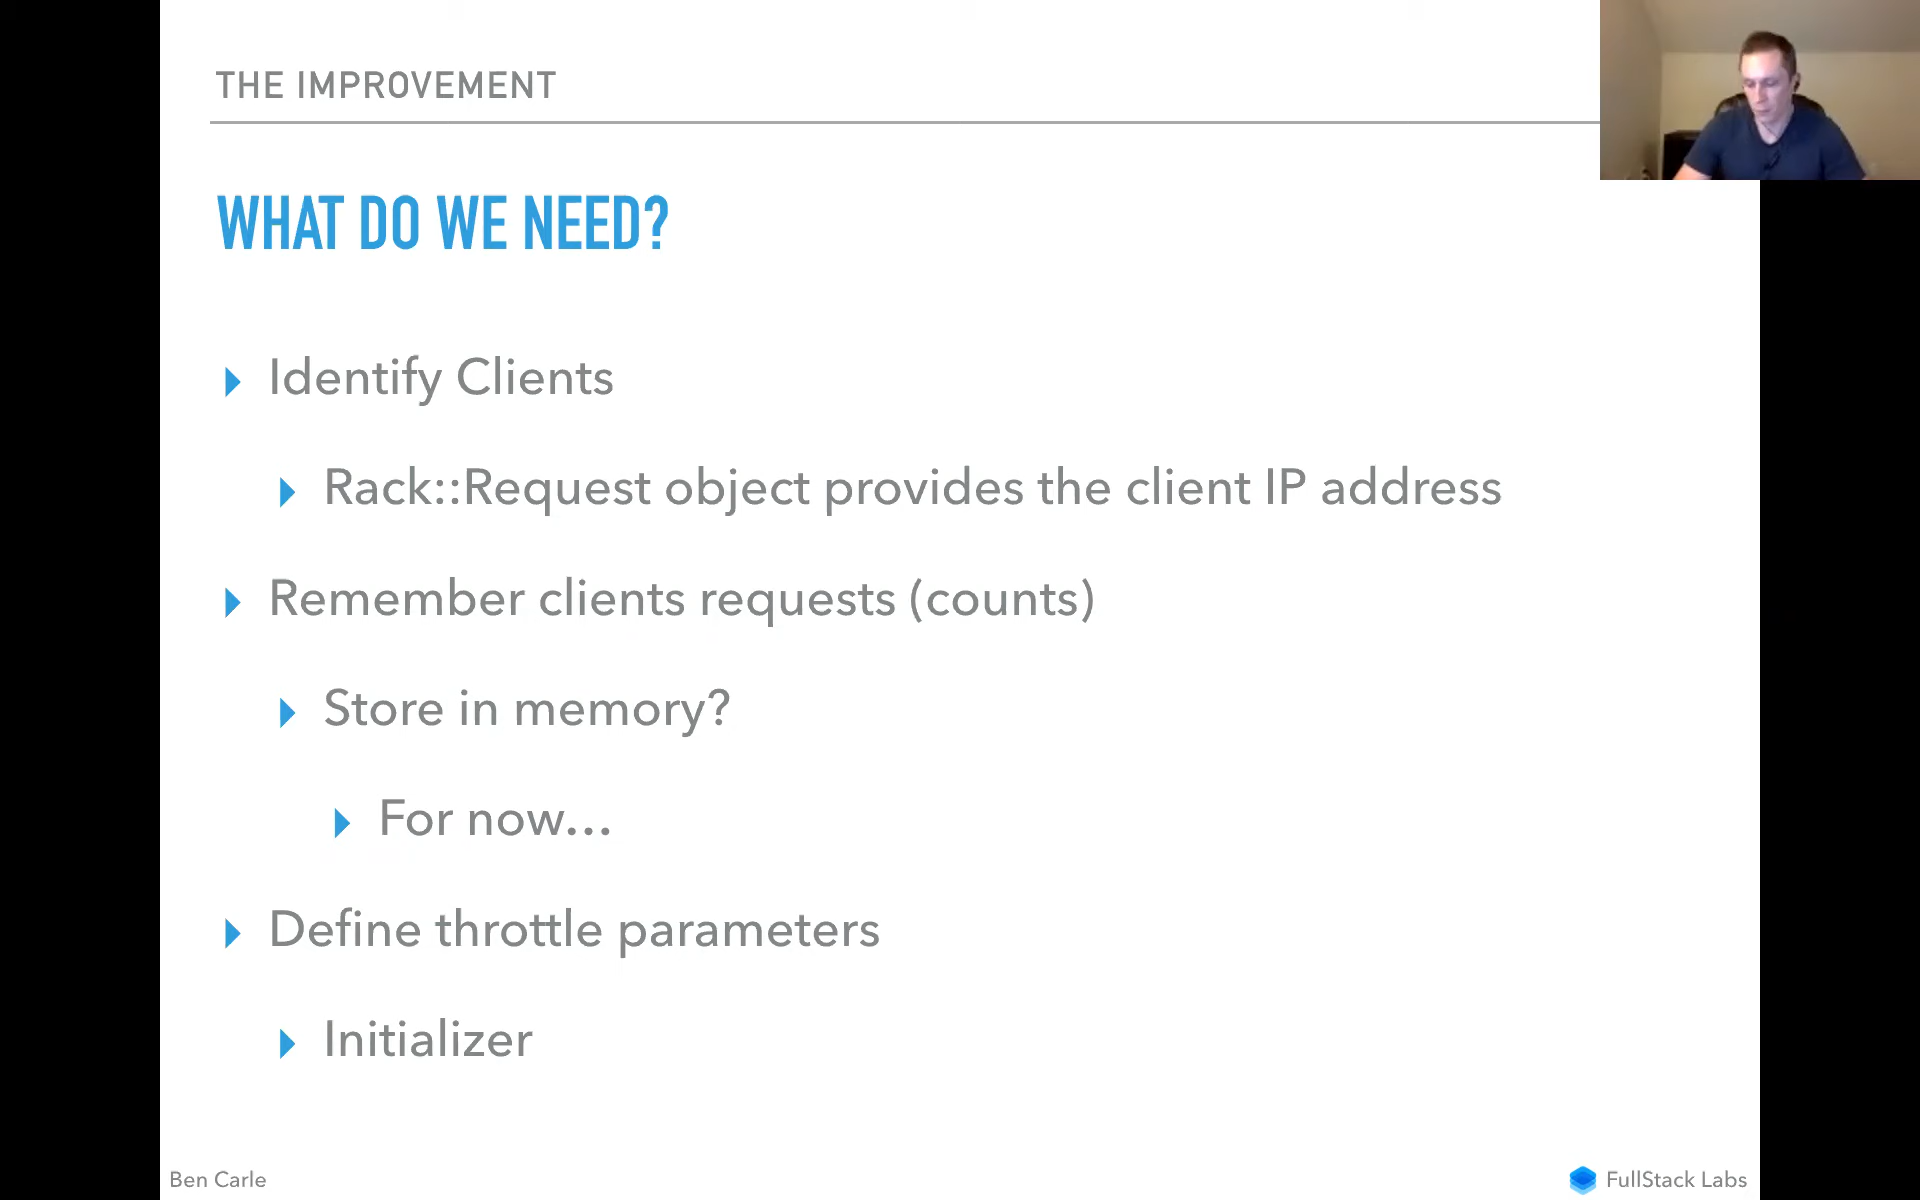 THE IMPROVEMENT
WHAT DO WE NEED?
Identify Clients
Rack::Request object provides the client IP address
Remember clients requests (counts)
Store in memory?
For now...
Define throttle parameters
Initializer
Ben Carle
FullStack Labs